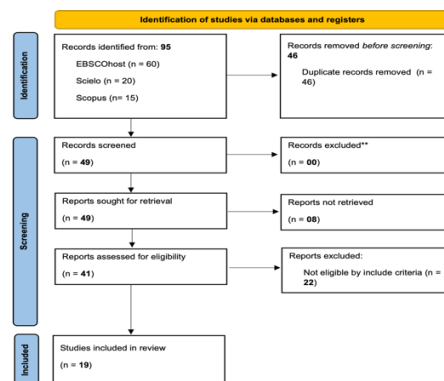 Identification of studies via databases and registers
Identification
Records identified from: 95
EBSCOhost (n = 60)
Scielo (n = 20)
Scopus (n= 15)
Records removed before screening:
46
Duplicate records removed (n =
46)
Screening
Records screened
(n = 49)
Records excluded**
(n = 00)
Reports sought for retrieval
(n = 49)
Reports not retrieved
(n = 08)
Reports assessed for eligibility
(n = 41)
Reports excluded:
Not eligible by include criteria (n =
22)
Included
Studies included in review
(n = 19)